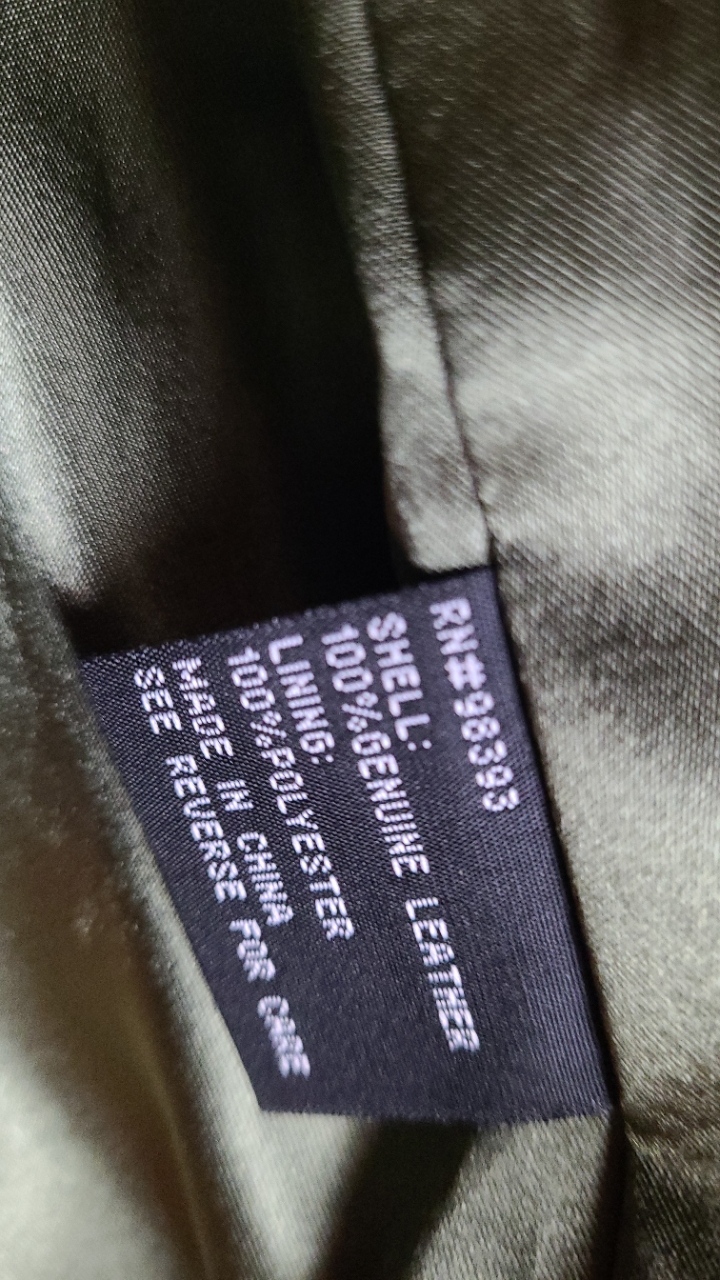 RN#98393
SHELL:
100%GENUINE LEATHER
LINING:
100%POLYESTER
MADE IN CHINA
SEE REVERSE FOR CARE